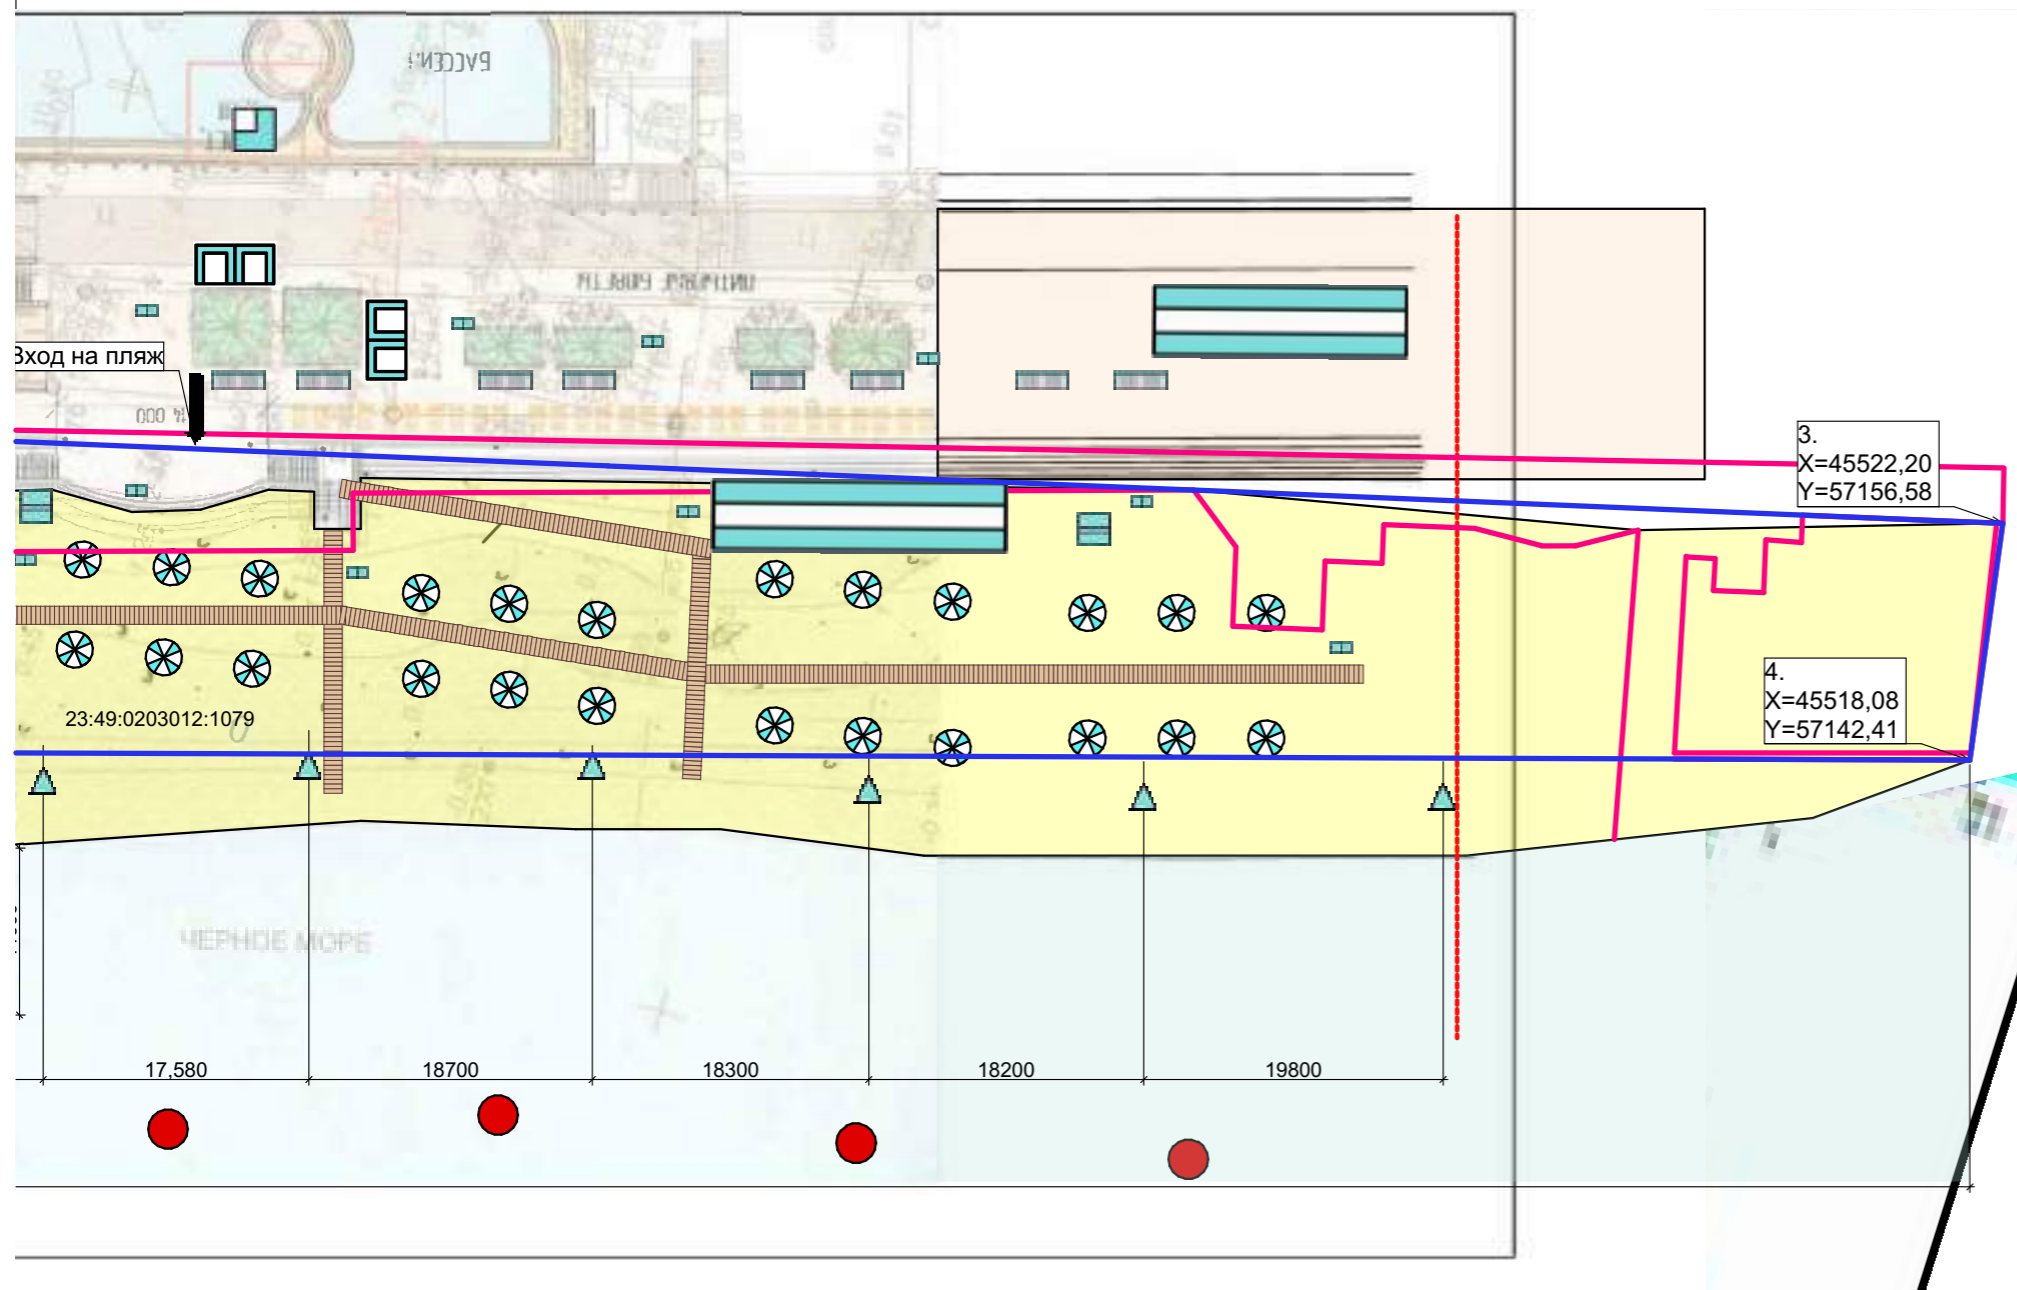 Вход на пляж
000
3.
X=45522,20
Y=57156,58
4.
X=45518,08
Y=57142,41
23:49:0203012:1079
ЧЕРНОЕ МОРЕ
17,580
18700
18300
18200
19800